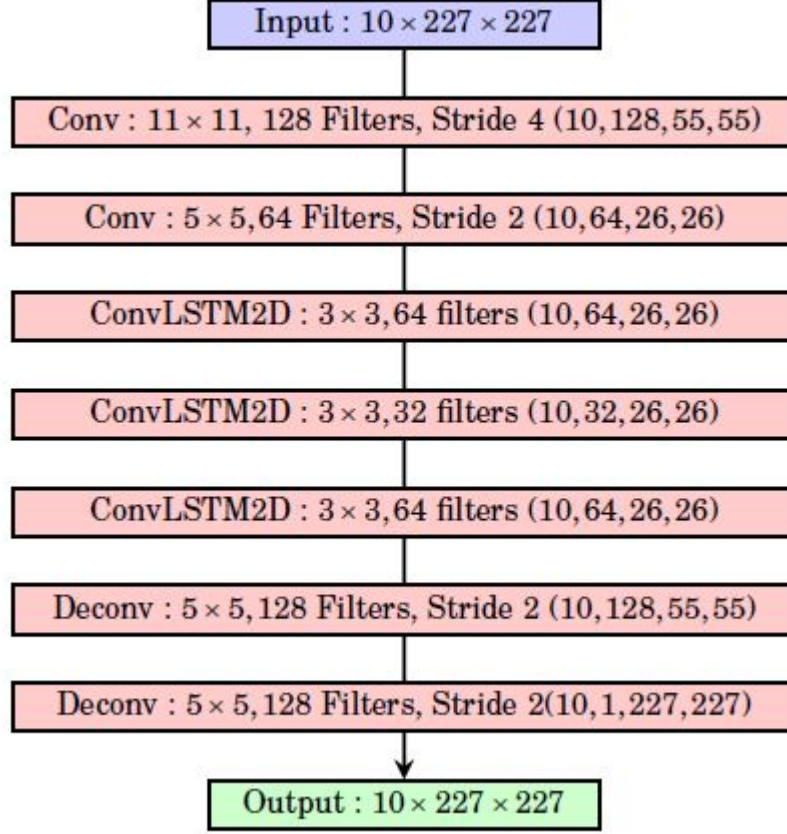 Input : 10 × 227 × 227
Conv : 11 × 11, 128 Filters, Stride 4 (10,128,55,55)
Conv : 5 × 5,64 Filters, Stride 2 (10,64,26,26)
ConvLSTM2D : 3 × 3,64 filters (10,64,26,26)
ConvLSTM2D : 3 × 3,32 filters (10,32,26,26)
ConvLSTM2D : 3 × 3,64 filters (10,64,26,26)
Deconv : 5 × 5,128 Filters, Stride 2 (10,128,55,55)
Deconv : 5 × 5,128 Filters, Stride 2(10,1,227,227)
Output : 10 × 227 × 227